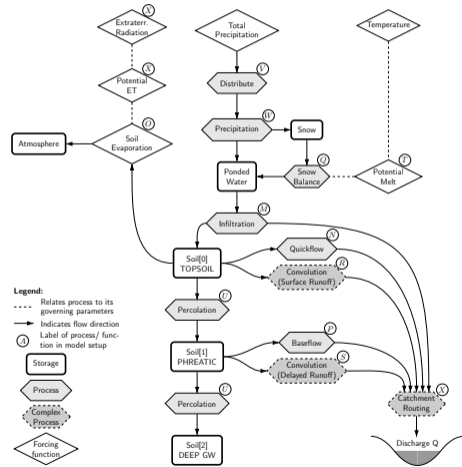 Extraterr.
Radiation
X
Total
Precipitation
Temperature
Potential
ET
X
Distribute
V
Atmosphere
Soil
Evaporation
O
Precipitation
W
Snow
Ponded
Water
Snow
Balance
Q
Potential
Melt
T
Infiltration
M
Soil[0]
TOPSOIL
Quickflow
N
Convolution
(Surface Runoff)
R
Percolation
U
Soil[1]
PHREATIC
Baseflow
P
Convolution
(Delayed Runoff)
S
Percolation
U
Catchment
Routing
X
Soil[2]
DEEP GW
Discharge Q
Legend:
Relates process to its
governing parameters
Indicates flow direction
A
Label of process/ func-
tion in model setup
Storage
Process
Complex
Process
Forcing
function